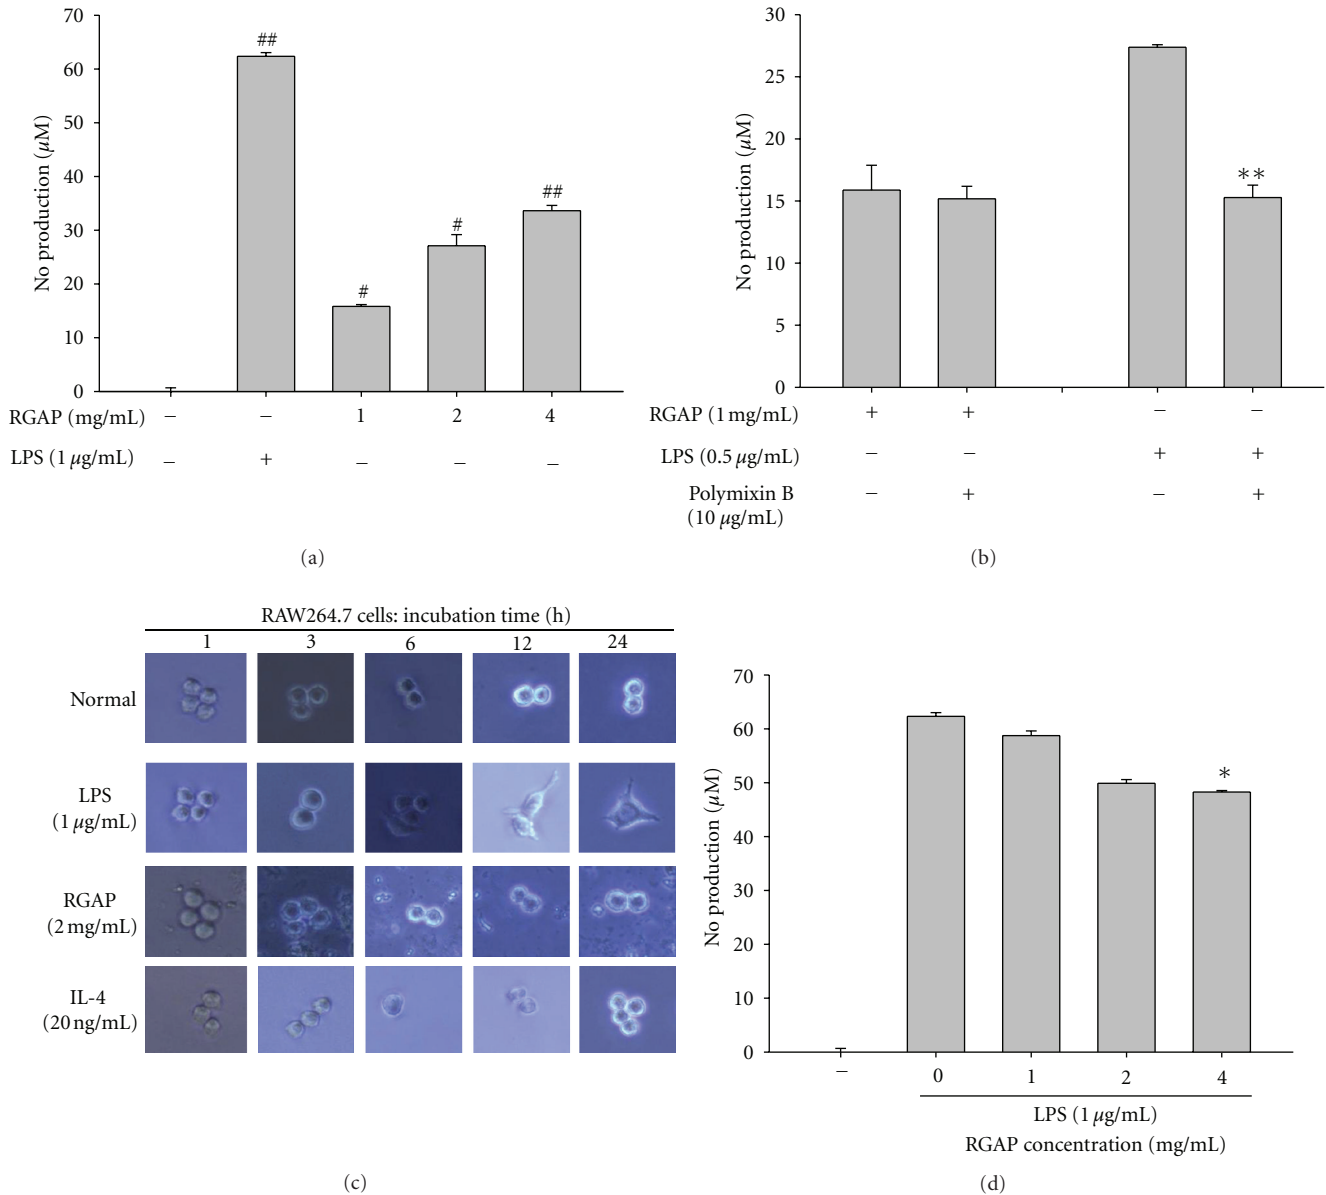 70
60
50
40
30
20
10
0
No production (µM)
##
#
#
##
RGAP (mg/mL) − − 1 2 4
LPS (1 µg/mL) − + − − −
(a)
30
25
20
15
10
5
0
No production (µM)
∗∗
RGAP (1 mg/mL) + + − −
LPS (0.5 µg/mL) − − + +
Polymixin B
(10 µg/mL) − + − +
(b)
RAW264.7 cells: incubation time (h)
1 3 6 12 24
Normal
LPS
(1 µg/mL)
RGAP
(2 mg/mL)
IL-4
(20 ng/mL)
(c)
70
60
50
40
30
20
10
0
No production (µM)
∗
− 0 1 2 4
LPS (1 µg/mL)
RGAP concentration (mg/mL)
(d)